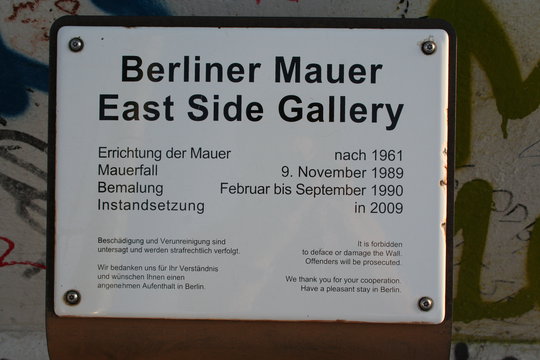 Berliner Mauer
East Side Gallery
Errichtung der Mauer nach 1961
Mauerfall 9. November 1989
Bemalung Februar bis September 1990
Instandsetzung in 2009
Beschädigung und Verunreinigung sind
untersagt und werden strafrechtlich verfolgt.
Wir bedanken uns für Ihr Verständnis
und wünschen Ihnen einen
angenehmen Aufenthalt in Berlin.
It is forbidden
to deface or damage the Wall.
Offenders will be prosecuted.
We thank you for your cooperation.
Have a pleasant stay in Berlin.